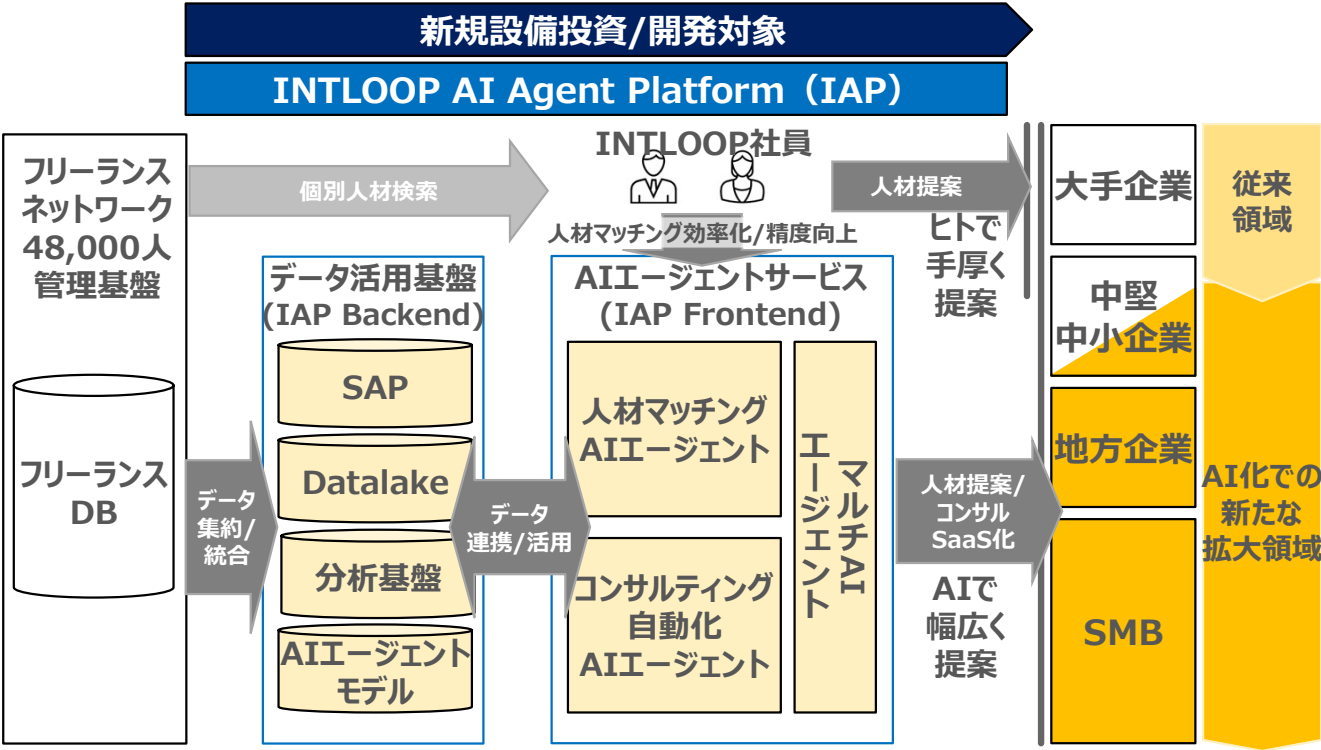 新規設備投資/開発対象
INTLOOP AI Agent Platform（IAP）
フリーランス
ネットワーク
48,000人
管理基盤
フリーランス
DB
個別人材検索
INTLOOP社員
人材マッチング効率化/精度向上
人材提案
ヒトで
手厚く
提案
データ
集約/
統合
データ活用基盤
(IAP Backend)
SAP
Datalake
分析基盤
AIエージェント
モデル
データ
連携/活用
AIエージェントサービス
(IAP Frontend)
人材マッチング
AIエージェント
コンサルティング
自動化
AIエージェント
マルチAI
エージェント
人材提案/
コンサル
SaaS化
AIで
幅広く
提案
大手企業
中堅
中小企業
地方企業
SMB
従来
領域
AI化での
新たな
拡大領域